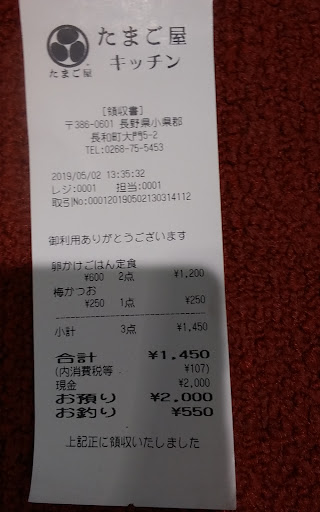 たまご屋
たまご屋
キッチン
[領収書]
〒386-0601 長野県小県郡
長和町大門5-2
TEL:0268-75-5453
2019/05/02 13:35:32
レジ:0001 担当:0001
取引No:000120190502130314112
御利用ありがとうございます
卵かけごはん定食
¥600 2点 ¥1,200
梅かつお
¥250 1点 ¥250
小計 3点 ¥1,450
合計 ¥1,450
(内消費税等 ¥107)
現金 ¥2,000
お預り ¥2,000
お釣り ¥550
上記正に領収いたしました